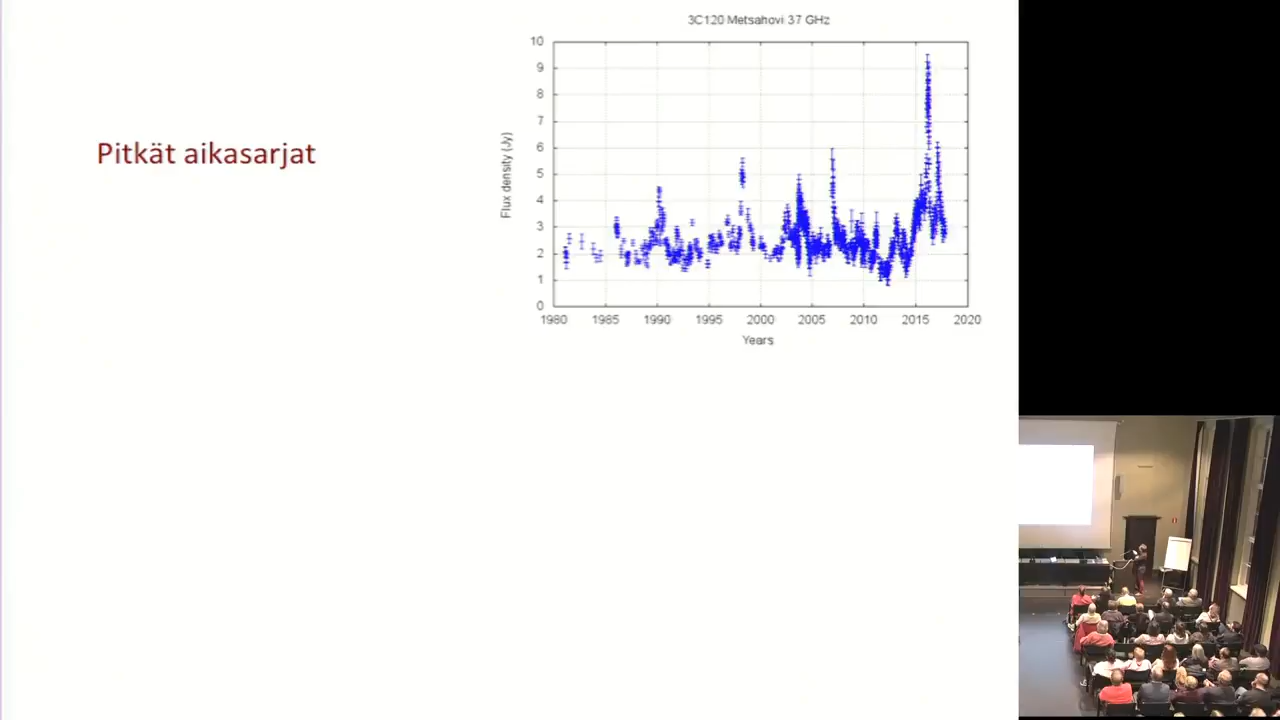 3C120 Metsahovi 37 GHz
Pitkät aikasarjat
Flux density (Jy)
10
9
8
7
6
5
4
3
2
1
0
1980 1985 1990 1995 2000 2005 2010 2015 2020
Years